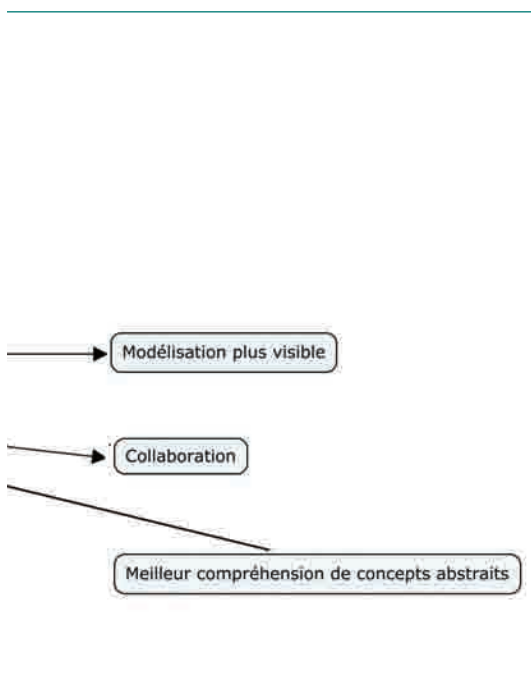 Modélisation plus visible
Collaboration
Meilleur compréhension de concepts abstraits